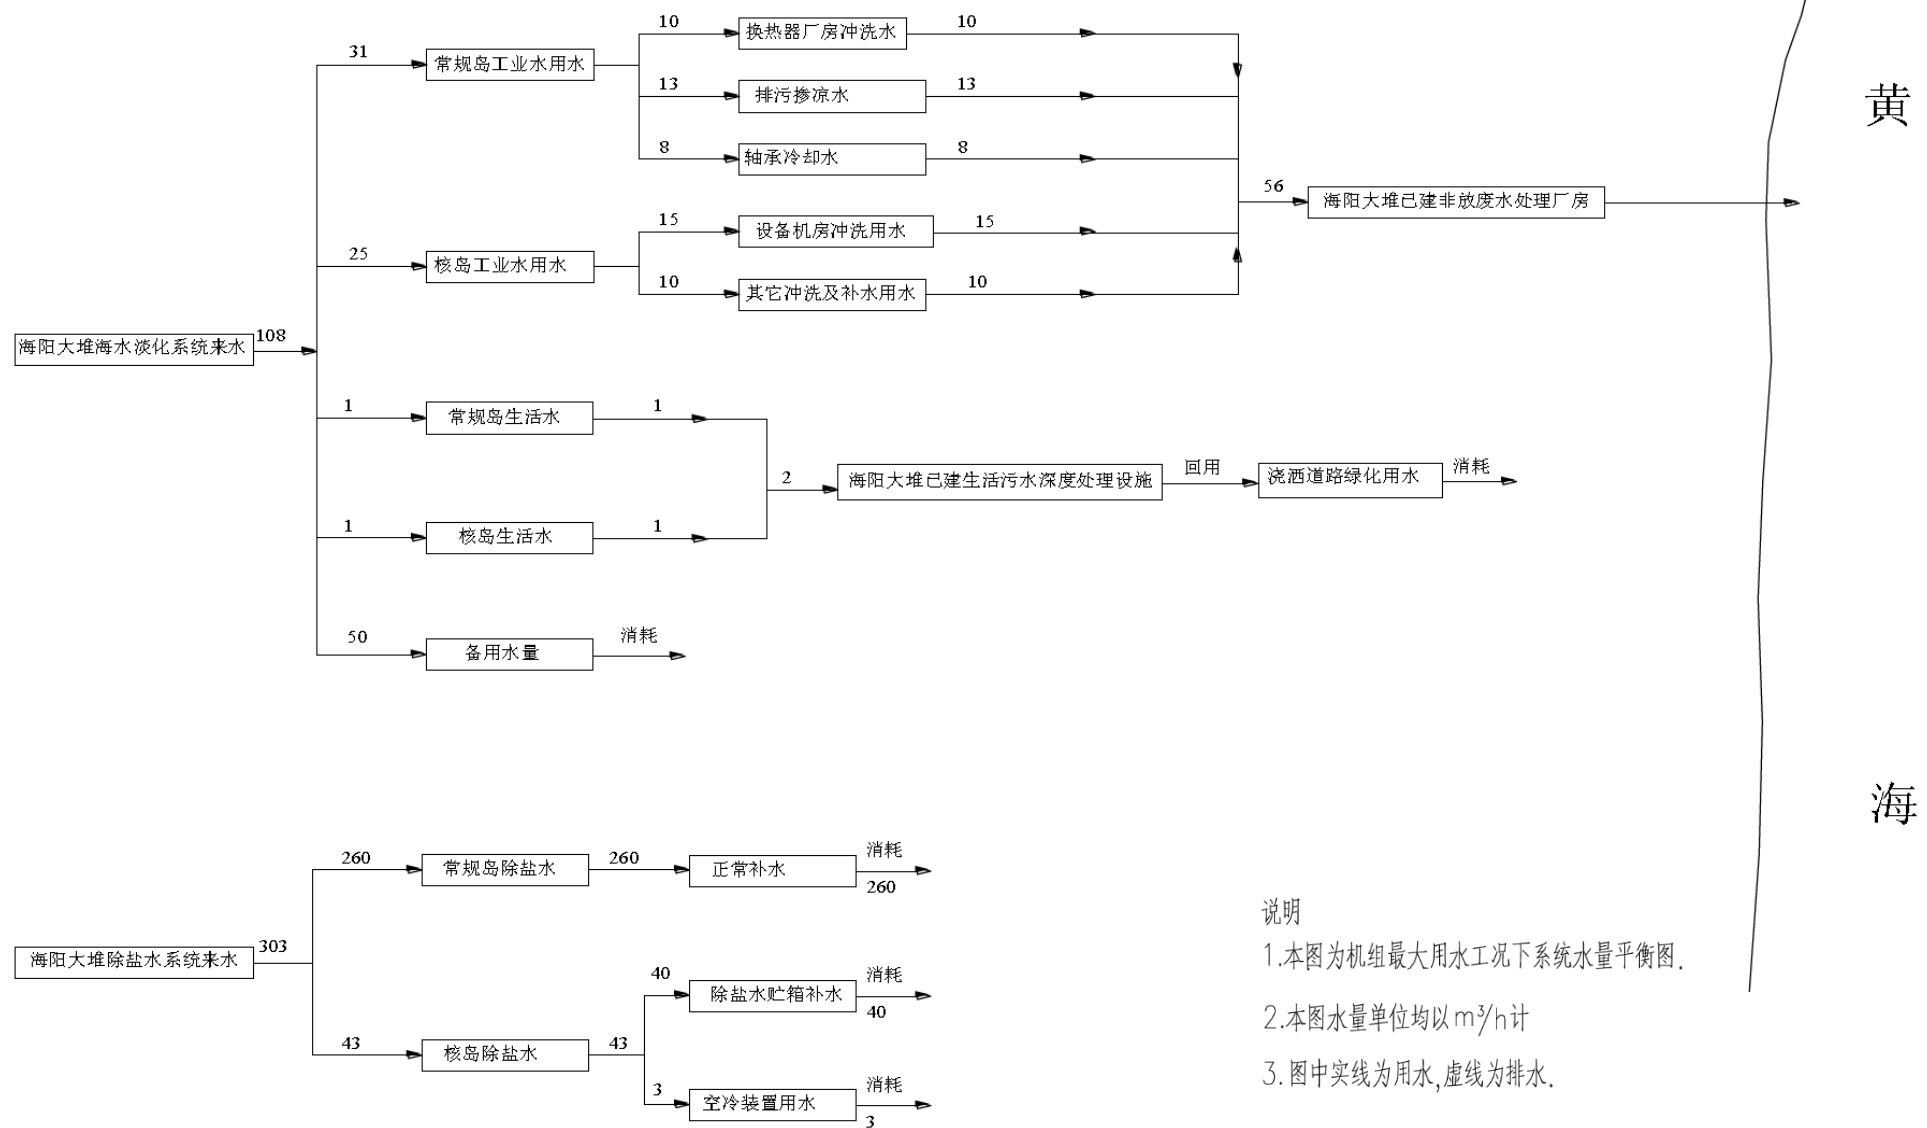 10
换热器厂房冲洗水
10
31
常规岛工业水用水
13
排污掺凉水
13
8
轴承冷却水
8
黄
56
海阳大堆已建非放废水处理厂房
15
设备机房冲洗用水
15
25
核岛工业水用水
10
其它冲洗及补水用水
10
海阳大堆海水淡化系统来水
108
1
常规岛生活水
1
2
海阳大堆已建生活污水深度处理设施
回用
浇洒道路绿化用水
消耗
1
核岛生活水
1
50
备用水量
消耗
海
260
常规岛除盐水
260
正常补水
消耗
260
海阳大堆除盐水系统来水
303
40
除盐水贮箱补水
消耗
40
43
核岛除盐水
43
3
空冷装置用水
消耗
3
说明
1.本图为机组最大用水工况下系统水量平衡图.
2.本图水量单位均以m³/h计
3.图中实线为用水,虚线为排水.